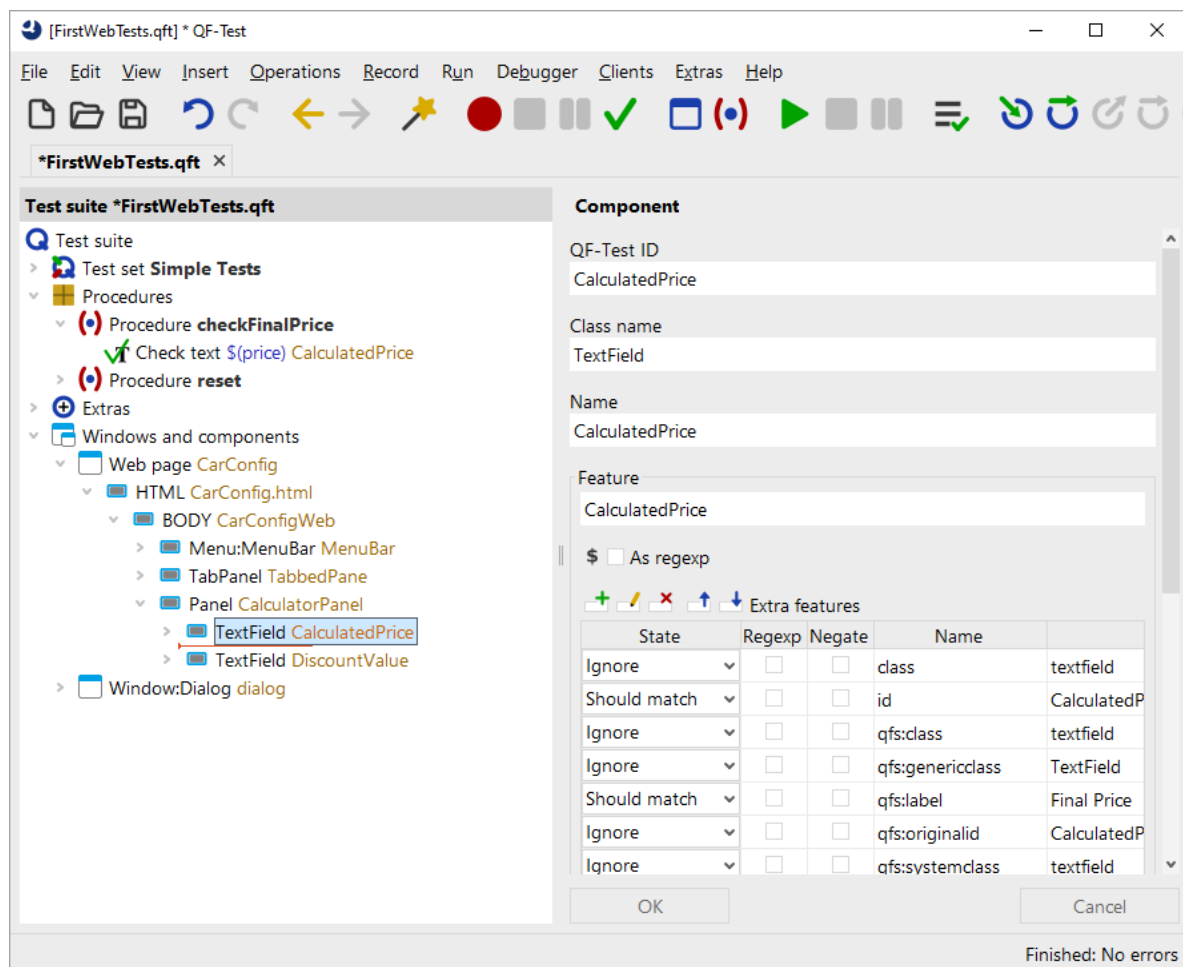 [FirstWebTests.qft] * QF-Test
File Edit View Insert Operations Record Run Debugger Clients Extras Help
*FirstWebTests.qft
Test suite *FirstWebTests.qft
Test suite
Test set Simple Tests
Procedures
Procedure checkFinalPrice
Check text $(price) CalculatedPrice
Procedure reset
Extras
Windows and components
Web page CarConfig
HTML CarConfig.html
BODY CarConfigWeb
Menu:MenuBar MenuBar
TabPanel TabbedPane
Panel CalculatorPanel
TextField CalculatedPrice
TextField DiscountValue
Window:Dialog dialog
Component
QF-Test ID
CalculatedPrice
Class name
TextField
Name
CalculatedPrice
Feature
CalculatedPrice
$ As regexp
Extra features
State Regexp Negate Name
Ignore class textfield
Should match id CalculatedP
Ignore qfs:class textfield
Ignore qfs:genericclass TextField
Should match qfs:label Final Price
Ignore qfs:originalid CalculatedP
Ignore qfs:systemclass textfield
OK Cancel
Finished: No errors